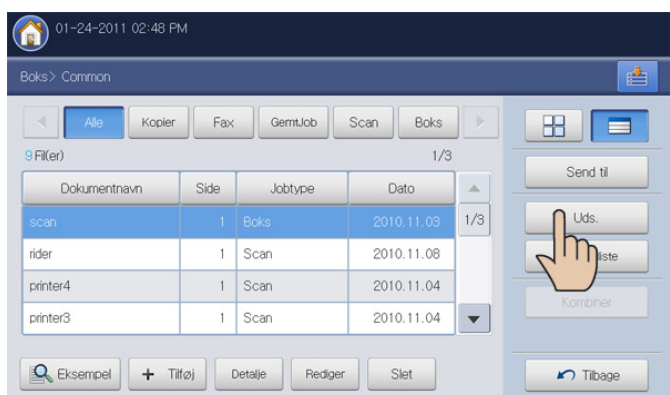 01-24-2011 02:48 PM
Boks> Common
Alle Kopier Fax GemtJob Scan Boks
9 Fil(er) 1/3
Dokumentnavn Side Jobtype Dato
scan 1 Boks 2010.11.03 1/3
rider 1 Scan 2010.11.08
printer4 1 Scan 2010.11.04
printer3 1 Scan 2010.11.04
Eksempel + Tilføj Detalje Rediger Slet
Send til
Uds.
liste
Kombiner
Tilbage